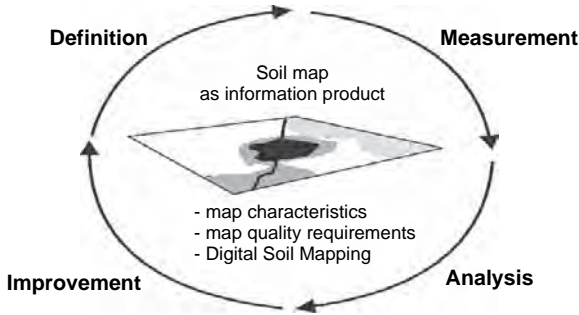 Definition
Measurement
Soil map
as information product
- map characteristics
- map quality requirements
- Digital Soil Mapping
Improvement
Analysis